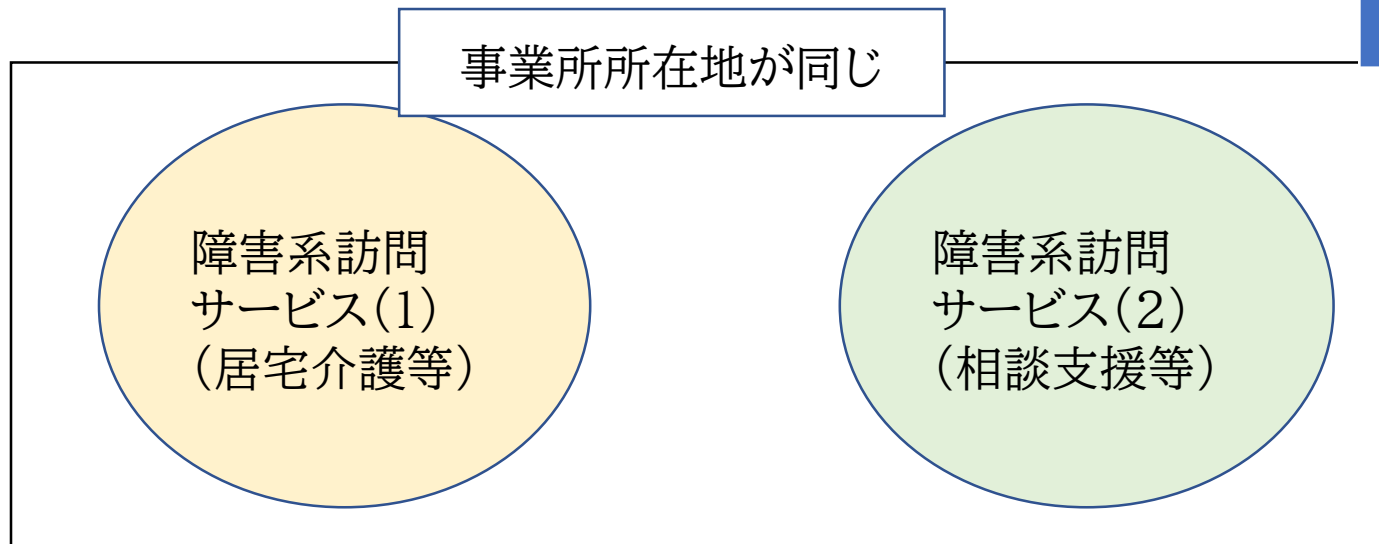 事業所所在地が同じ
障害系訪問
サービス(1)
(居宅介護等)
障害系訪問
サービス(2)
(相談支援等)